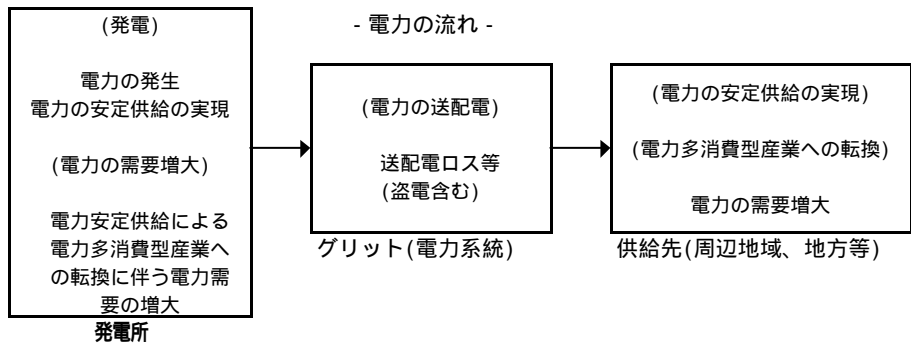 - 電力の流れ -
(発電)
電力の発生
電力の安定供給の実現
(電力の需要増大)
電力安定供給による
電力多消費型産業へ
の転換に伴う電力需
要の増大
発電所
(電力の送配電)
送配電ロス等
(盗電含む)
グリット(電力系統)
(電力の安定供給の実現)
(電力多消費型産業への転換)
電力の需要増大
供給先(周辺地域、地方等)